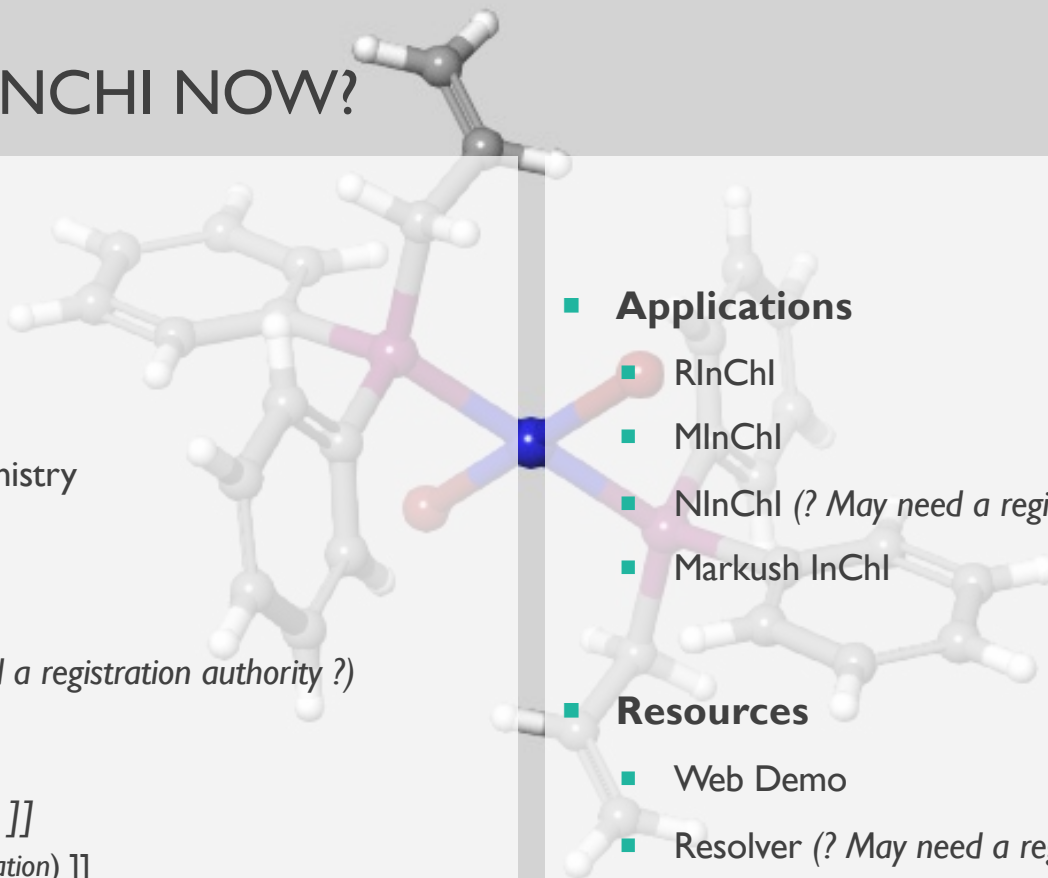 NCHI NOW?
nistry
a registration authority ?)
]]
ation) ]]
Applications
RInChI
MInChI
NInChI (? May need a regi
Markush InChI
Resources
Web Demo
Resolver (? May need a reg